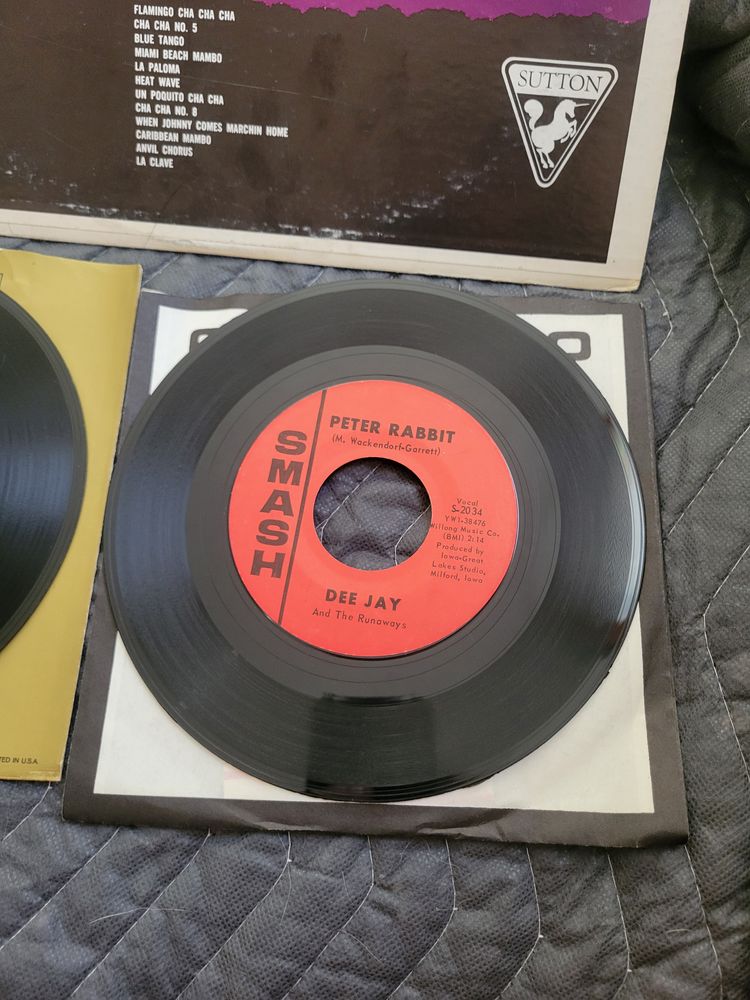 FLAMINGO CHA CHA CHA
CHA CHA NO. 5
BLUE TANGO
MIAMI BEACH MAMBO
LA PALOMA
HEAT WAVE
UN POQUITO CHA CHA
CHA CHA NO. 8
WHEN JOHNNY COMES MARCHIN HOME
CARIBBEAN MAMBO
ANVIL CHORUS
LA CLAVE
SUTTON
SMASH
PETER RABBIT
(M. Wackendorf-Garrett)
Vocal
S-2034
YW1-38476
Willong Music Co.
(BMI) 2:14
Produced by
Iowa-Great
Lakes Studio,
Milford, Iowa
DEE JAY
And The Runaways
TED IN U.S.A.